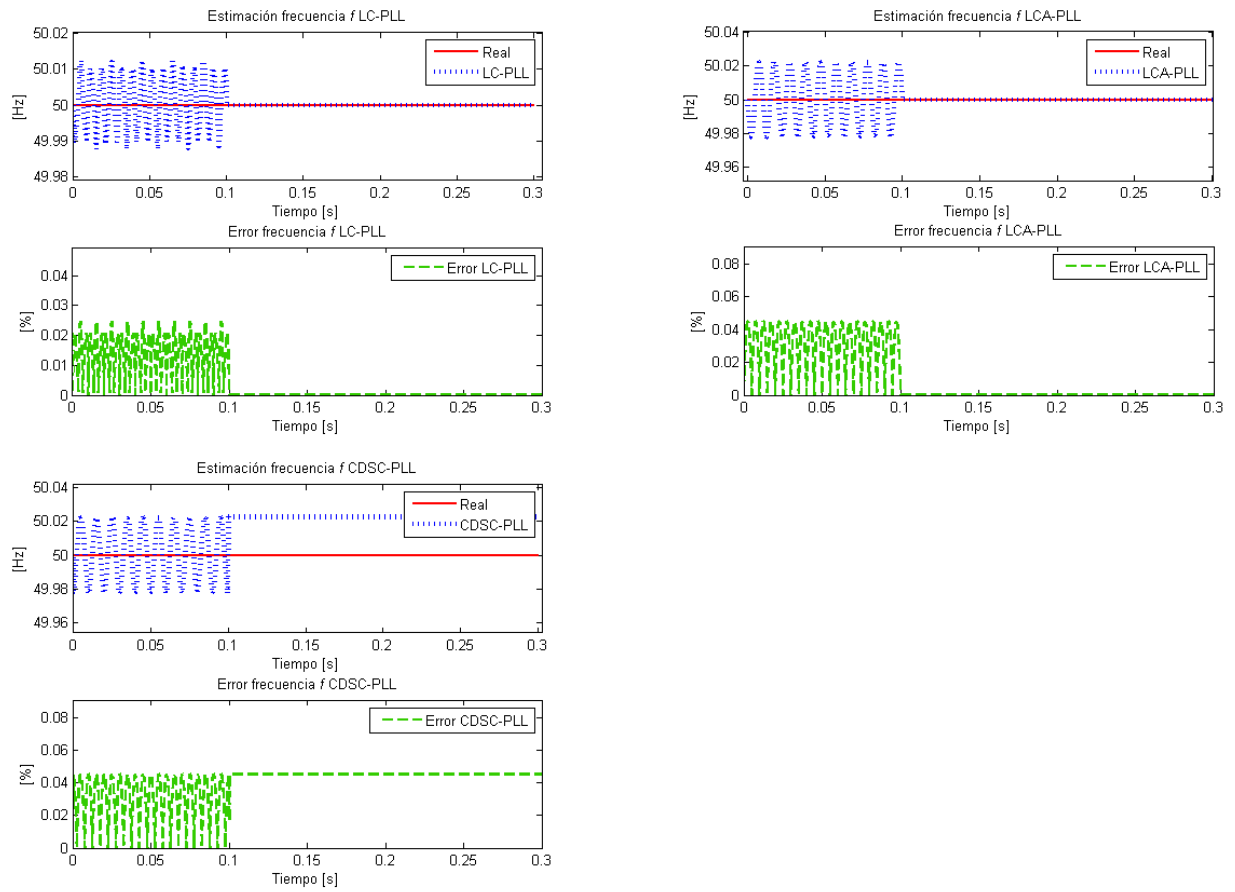 Estimación frecuencia f LC-PLL
50.02
50.01
50
49.99
49.98
[Hz]
Real
LC-PLL
0 0.05 0.1 0.15 0.2 0.25 0.3
Tiempo [s]
Error frecuencia f LC-PLL
0.04
0.03
0.02
0.01
0
[%]
Error LC-PLL
0 0.05 0.1 0.15 0.2 0.25 0.3
Tiempo [s]
Estimación frecuencia f LCA-PLL
50.04
50.02
50
49.98
49.96
[Hz]
Real
LCA-PLL
0 0.05 0.1 0.15 0.2 0.25 0.3
Tiempo [s]
Error frecuencia f LCA-PLL
0.08
0.06
0.04
0.02
0
[%]
Error LCA-PLL
0 0.05 0.1 0.15 0.2 0.25 0.3
Tiempo [s]
Estimación frecuencia f CDSC-PLL
50.04
50.02
50
49.98
49.96
[Hz]
Real
CDSC-PLL
0 0.05 0.1 0.15 0.2 0.25 0.3
Tiempo [s]
Error frecuencia f CDSC-PLL
0.08
0.06
0.04
0.02
0
[%]
Error CDSC-PLL
0 0.05 0.1 0.15 0.2 0.25 0.3
Tiempo [s]